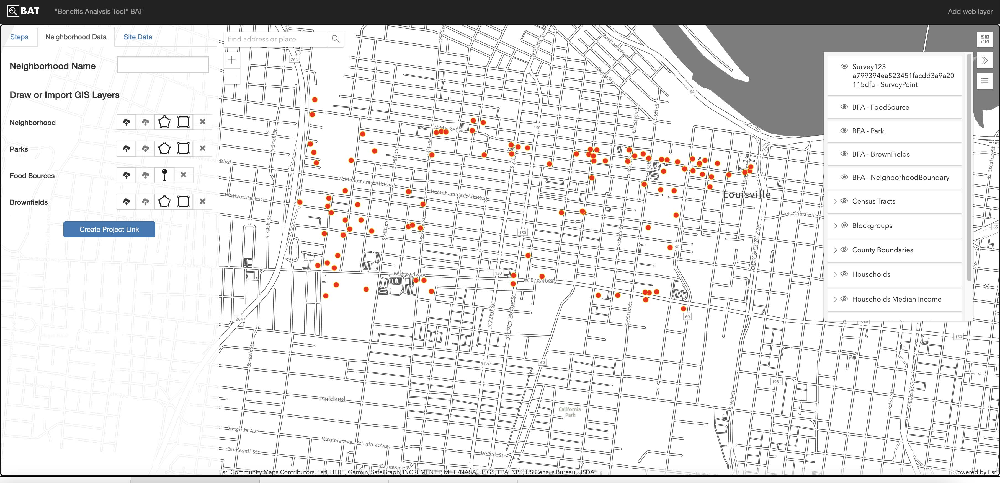 BAT
"Benefits Analysis Tool" BAT
Add web layer
Steps
Neighborhood Data
Site Data
Neighborhood Name
Draw or Import GIS Layers
Neighborhood
Parks
Food Sources
Brownfields
Create Project Link
Find address or place
Survey123
a799394ea523451facdd3a9a20
115dfa - SurveyPoint
BFA - FoodSource
BFA - Park
BFA - BrownFields
BFA - NeighborhoodBoundary
Census Tracts
Blockgroups
County Boundaries
Households
Households Median Income
264
N 26th
N 22nd St
Portland Ave
Bank St
64
N 16th St
N 15th St
150
W Market St
S 34th St
S 28th St
S 26th St
S 22n
S 16th St
S 15th
Blvd
W Muhammad Ali Blvd
W Muhammad Ali Blvd
W River Park Dr
Louisville
W Liberty St
S Preston St
65
S 34th St
S 28th St
S 26th St
150
S 16th St
60
S Roy Wilkins Ave
W Broadway
150
W Broadway
264
S 22nd St
Dr W J Hodge St
S 15th St
60
150
S 34th St
31W
60
1931
Parkland
California
Park
S 9th St
S 1st St
S Brook St
Virginia Ave
Virginia Ave
Virginia Ave
Dumesnil St
W Oak St
Dumesnil St
Esri Community Maps Contributors, Esri, HERE, Garmin, SafeGraph, INCREMENT P, METI/NASA, USGS, EPA, NPS, US Census Bureau, USDA
Powered by Esri